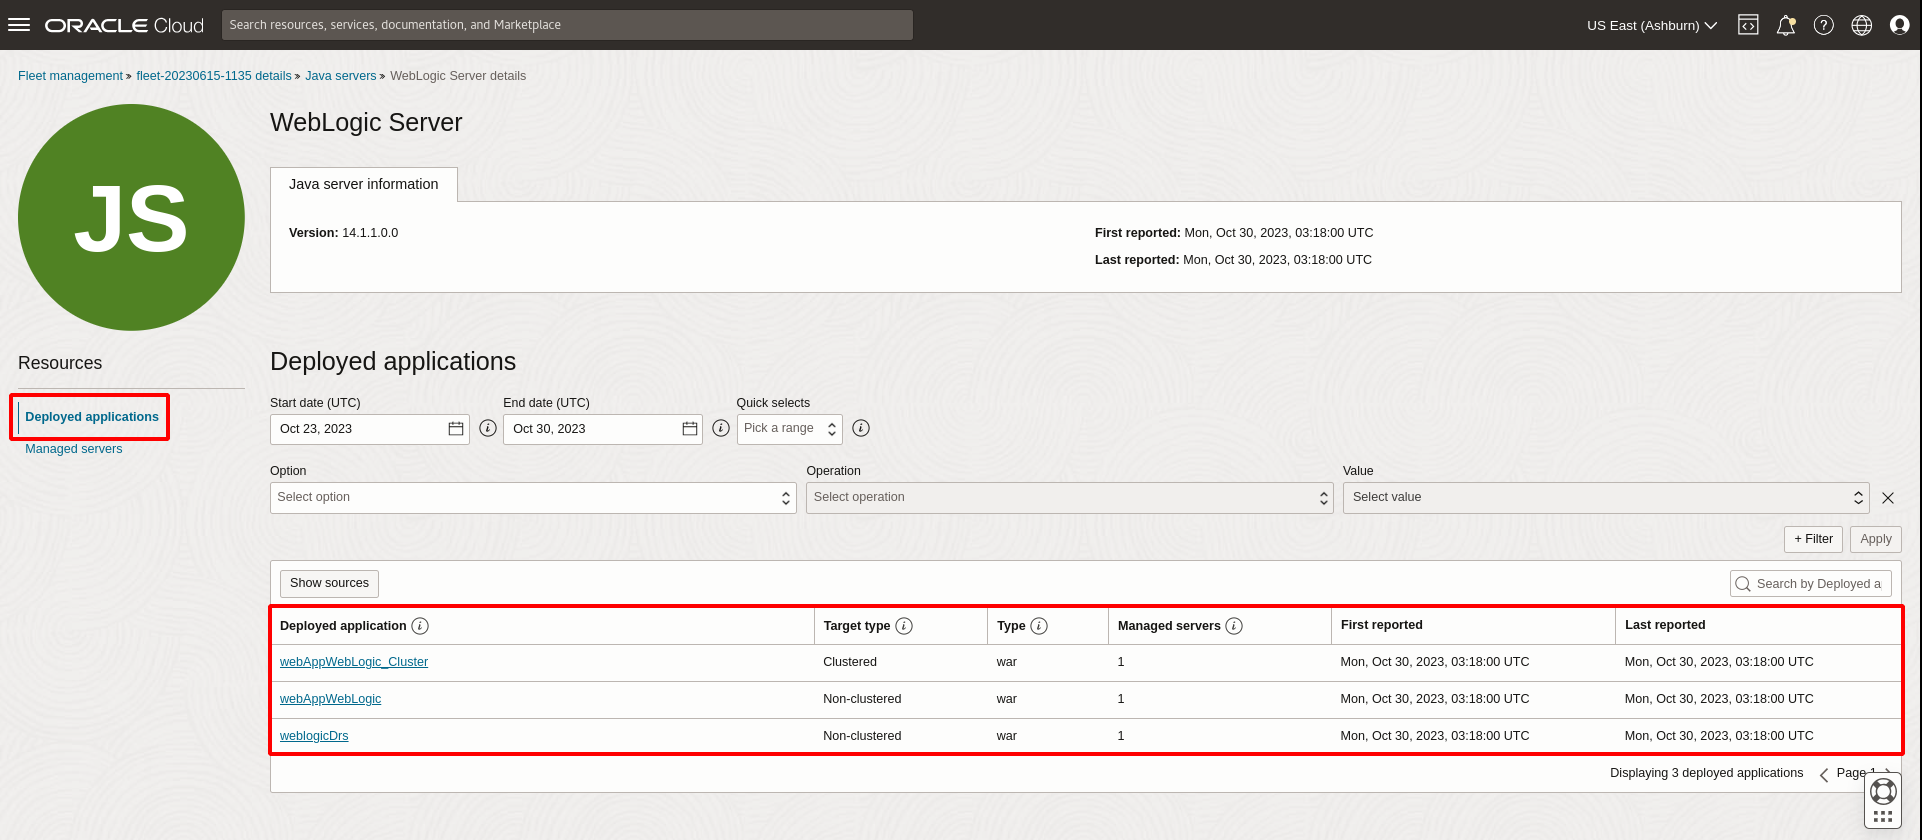 ORACLE Cloud
Search resources, services, documentation, and Marketplace
US East (Ashburn)
Fleet management » fleet-20230615-1135 details » Java servers » WebLogic Server details
JS
WebLogic Server
Java server information
Version: 14.1.1.0.0
First reported: Mon, Oct 30, 2023, 03:18:00 UTC
Last reported: Mon, Oct 30, 2023, 03:18:00 UTC
Resources
Deployed applications
Managed servers
Deployed applications
Start date (UTC) End date (UTC) Quick selects
Oct 23, 2023 Oct 30, 2023 Pick a range
Option Operation Value
Select option Select operation Select value
+ Filter Apply
Show sources Search by Deployed a
Deployed application Target type Type Managed servers First reported Last reported
webAppWebLogic_Cluster Clustered war 1 Mon, Oct 30, 2023, 03:18:00 UTC Mon, Oct 30, 2023, 03:18:00 UTC
webAppWebLogic Non-clustered war 1 Mon, Oct 30, 2023, 03:18:00 UTC Mon, Oct 30, 2023, 03:18:00 UTC
weblogicDrs Non-clustered war 1 Mon, Oct 30, 2023, 03:18:00 UTC Mon, Oct 30, 2023, 03:18:00 UTC
Displaying 3 deployed applications Page 1